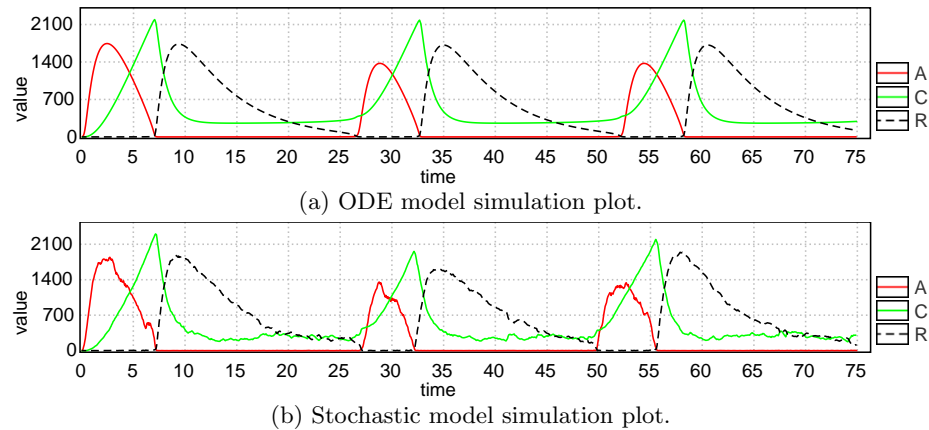 2100
1400
700
0
value
0 5 10 15 20 25 30 35 40 45 50 55 60 65 70 75
time
A
C
R
(a) ODE model simulation plot.
2100
1400
700
0
value
0 5 10 15 20 25 30 35 40 45 50 55 60 65 70 75
time
A
C
R
(b) Stochastic model simulation plot.